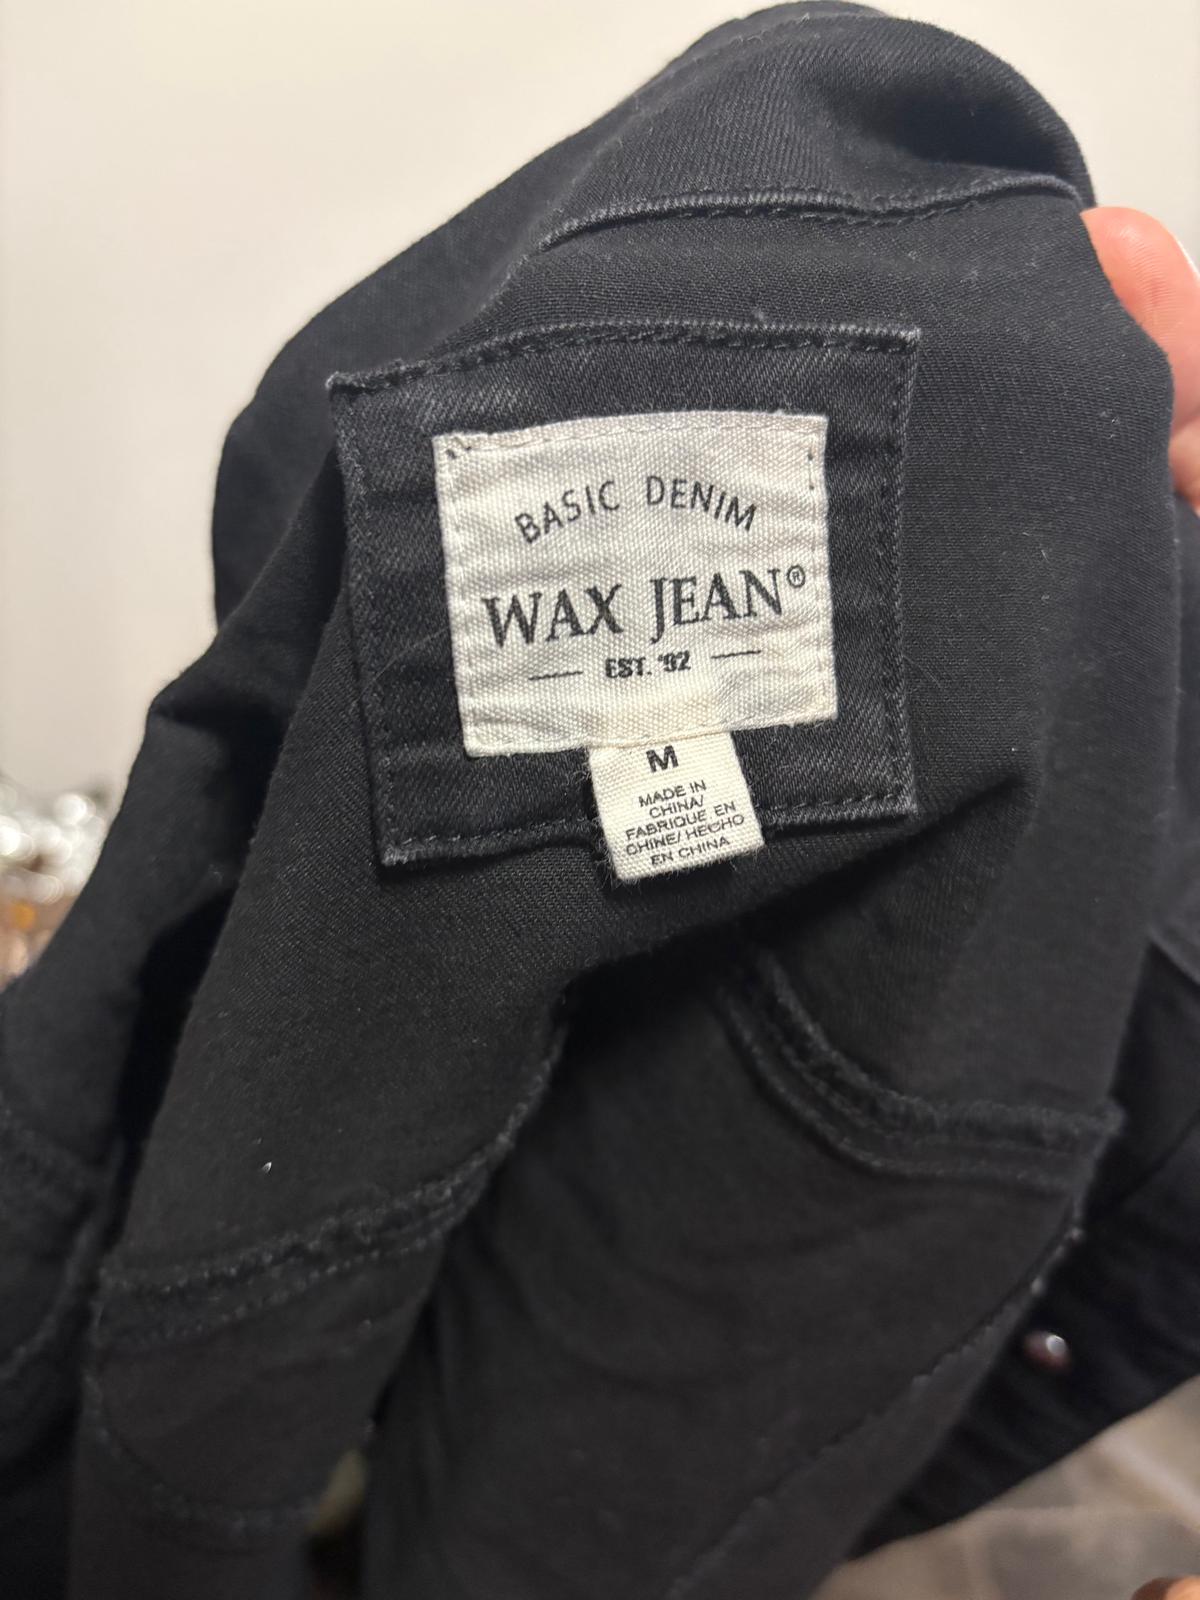 BASIC DENIM
WAX JEAN®
EST. '92
M
MADE IN
CHINA/
FABRIQUE EN
CHINE/ HECHO
EN CHINA